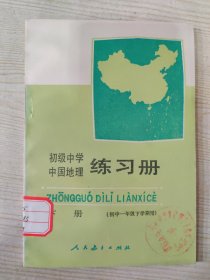 初级中学
中国地理
练习册
ZHŌNGGUÓ DÌLǏ LIÀNXÍCÈ
册
(初中一年级下学期用)
人民教育出版社